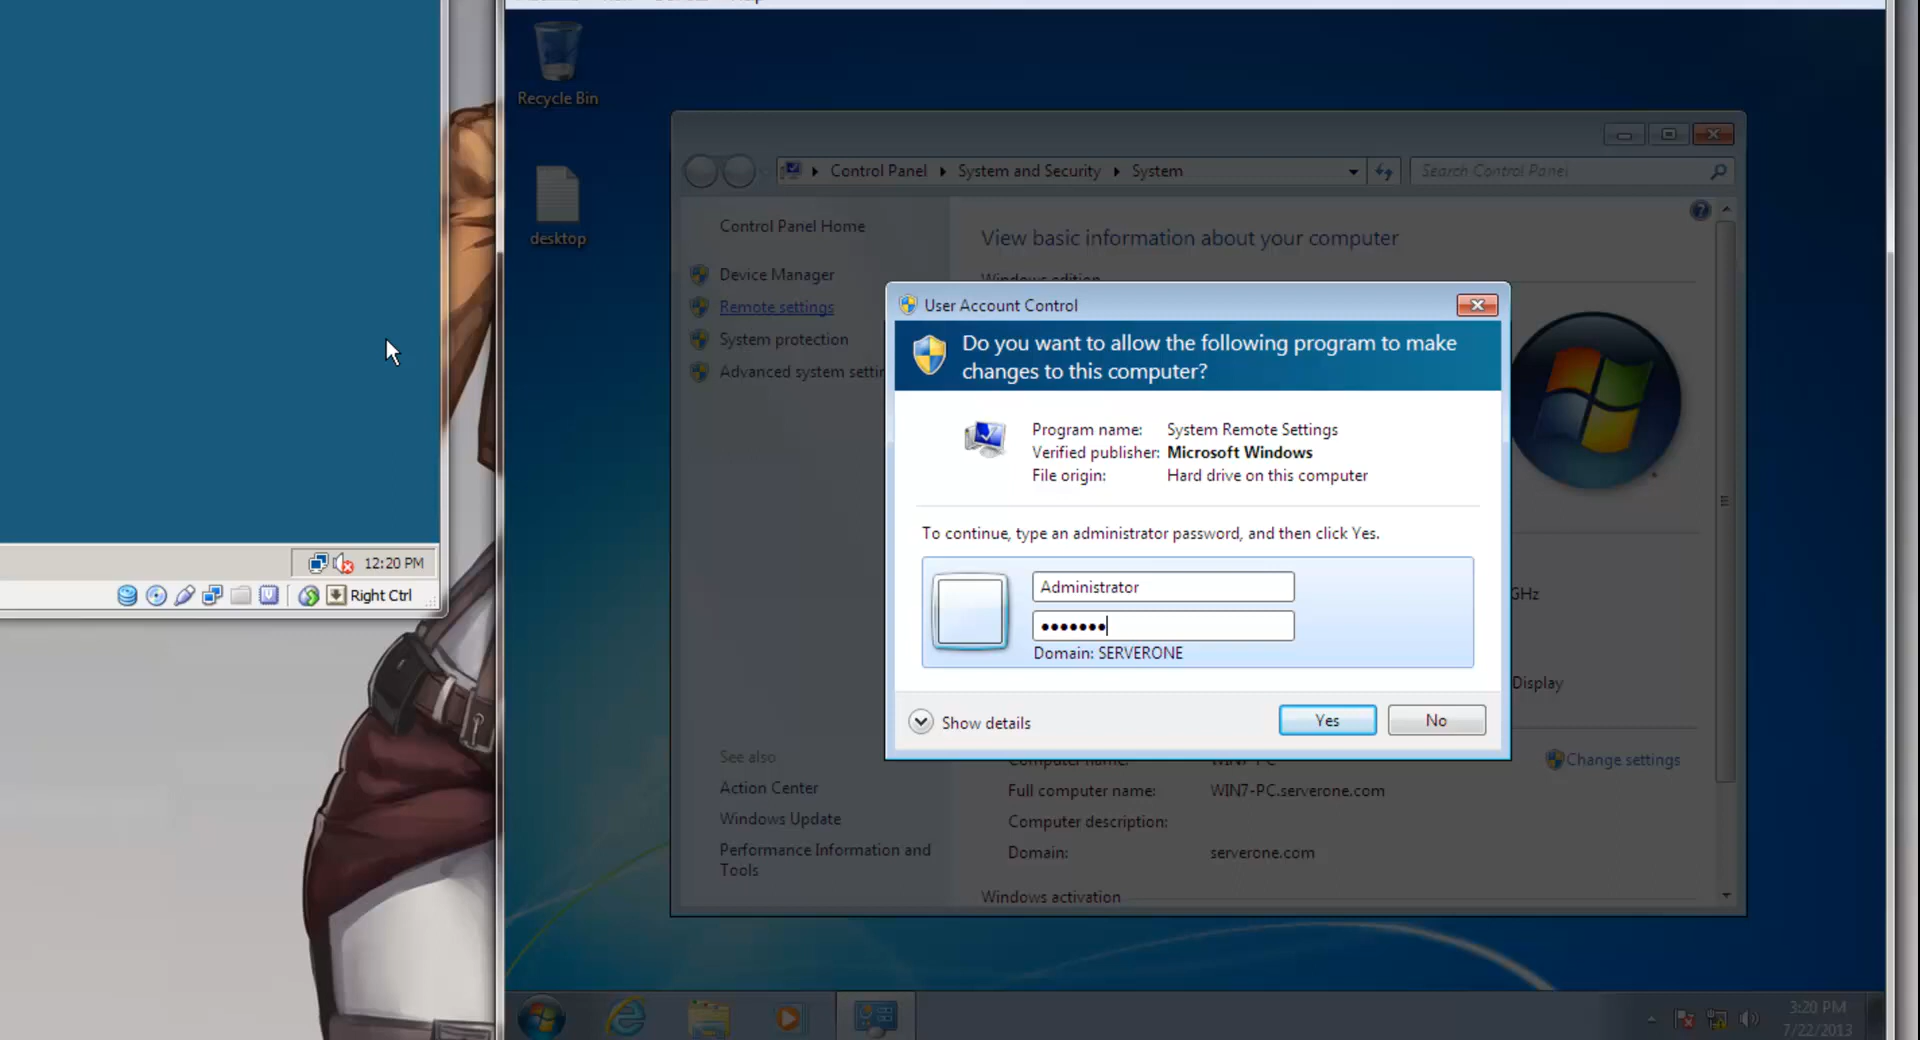 Recycle Bin
desktop
Control Panel
System and Security
System
Search Control Panel
Control Panel Home
Device Manager
Remote settings
System protection
Advanced system settin
View basic information about your computer
Windows edition
User Account Control
Do you want to allow the following program to make
changes to this computer?
Program name: System Remote Settings
Verified publisher: Microsoft Windows
File origin: Hard drive on this computer
To continue, type an administrator password, and then click Yes.
Administrator
•••••••
Domain: SERVERONE
Show details
Yes
No
GHz
Display
See also
Action Center
Windows Update
Performance Information and
Tools
Computer name: WIN7-PC
Change settings
Full computer name: WIN7-PC.serverone.com
Computer description:
Domain: serverone.com
Windows activation
12:20 PM
Right Ctrl
3:20 PM
7/22/2013